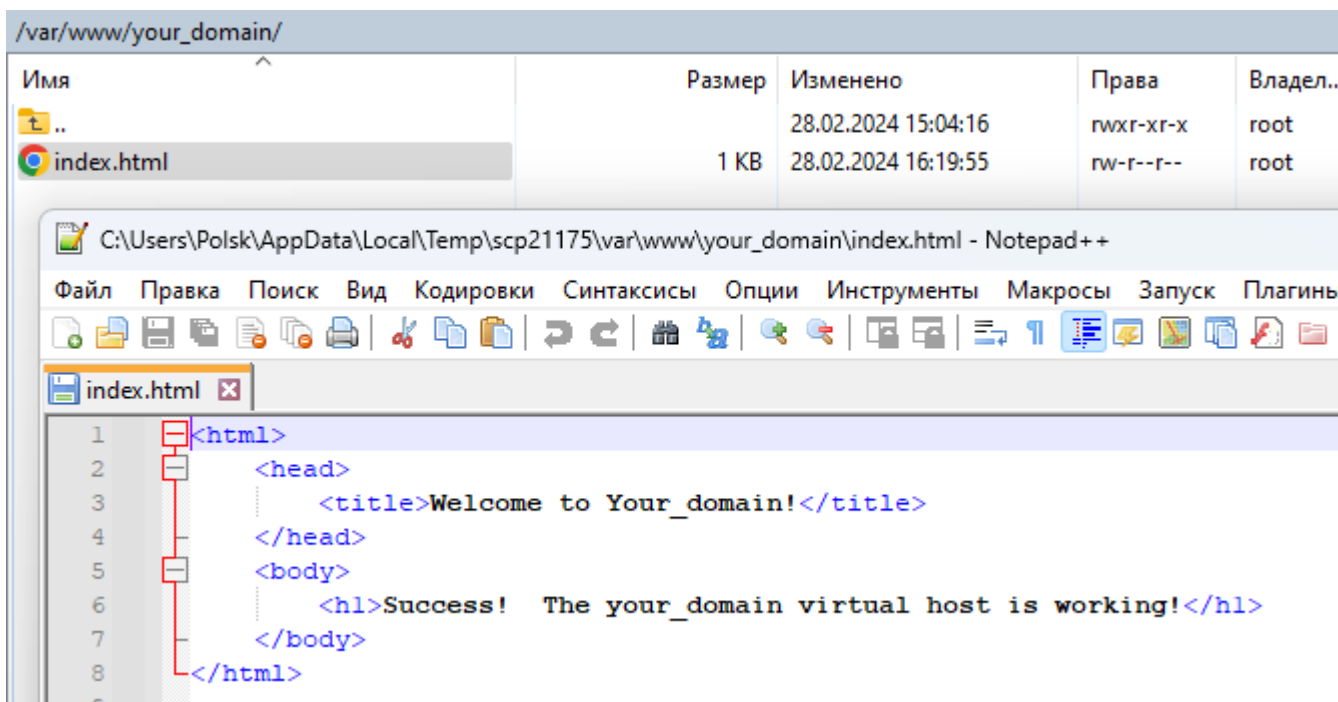 /var/www/your_domain/
Имя Размер Изменено Права Владел..
.. 28.02.2024 15:04:16 rwxr-xr-x root
index.html 1 KB 28.02.2024 16:19:55 rw-r--r-- root
C:\Users\Polsk\AppData\Local\Temp\scp21175\var\www\your_domain\index.html - Notepad++
Файл Правка Поиск Вид Кодировки Синтаксисы Опции Инструменты Макросы Запуск Плагины
index.html
1 <html>
2 <head>
3 <title>Welcome to Your_domain!</title>
4 </head>
5 <body>
6 <h1>Success!  The your_domain virtual host is working!</h1>
7 </body>
8 </html>